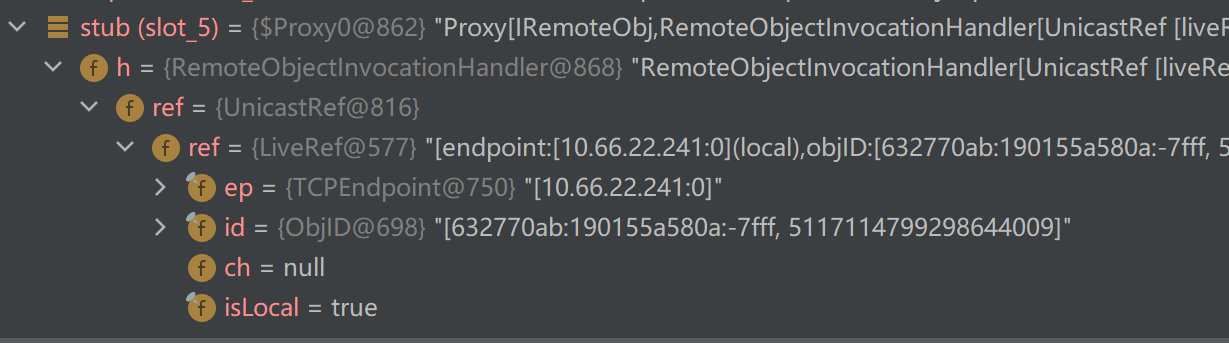 stub (slot_5) = {$Proxy0@862} "Proxy[IRemoteObj,RemoteObjectInvocationHandler[UnicastRef [liveR
f h = {RemoteObjectInvocationHandler@868} "RemoteObjectInvocationHandler[UnicastRef [liveRe
f ref = {UnicastRef@816}
f ref = {LiveRef@577} "[endpoint:[10.66.22.241:0](local),objID:[632770ab:190155a580a:-7fff, 5
f ep = {TCPEndpoint@750} "[10.66.22.241:0]"
f id = {ObjID@698} "[632770ab:190155a580a:-7fff, 5117114799298644009]"
f ch = null
f isLocal = true